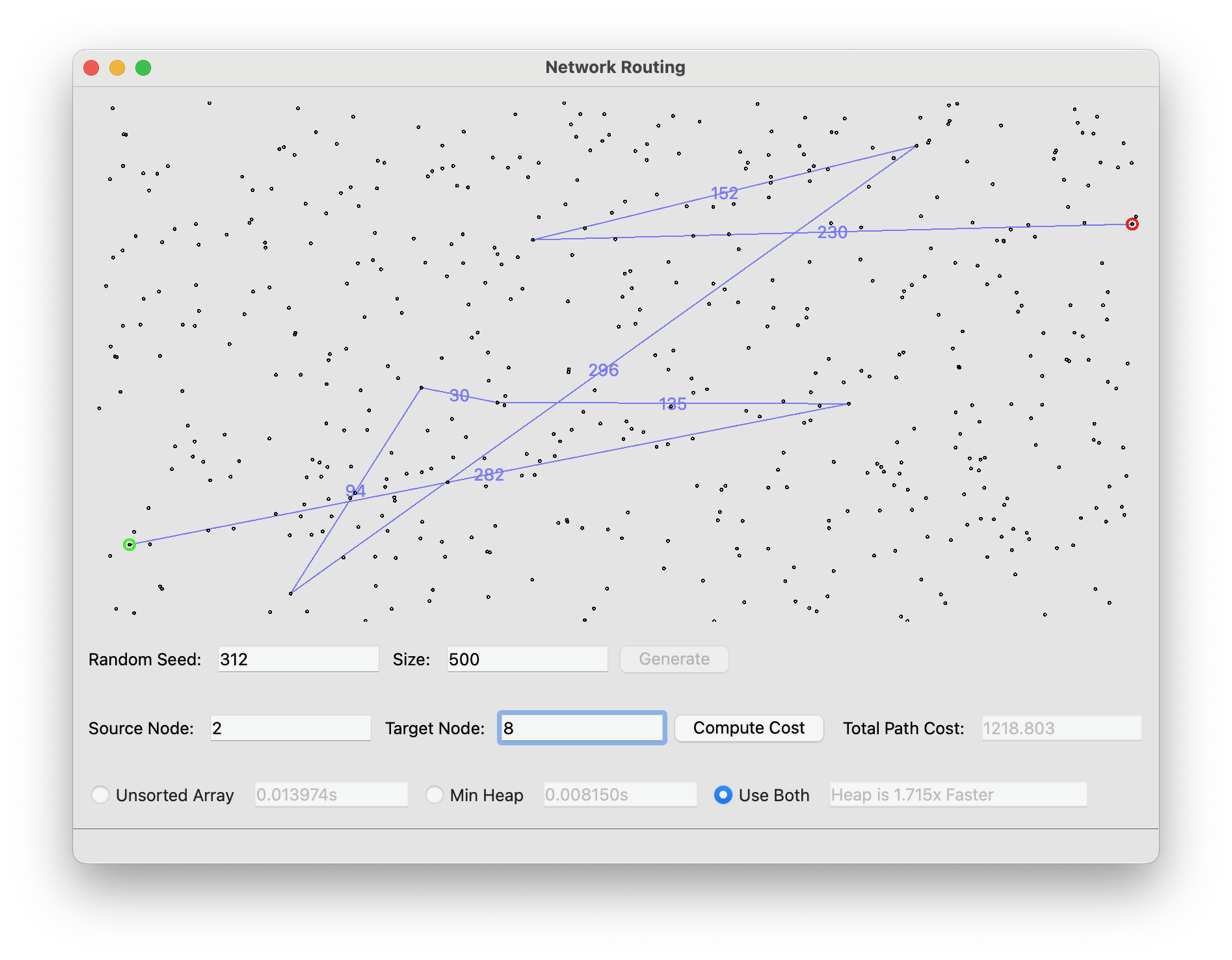 Network Routing
152
230
296
30
135
282
94
Random Seed: 312 Size: 500 Generate
Source Node: 2 Target Node: 8 Compute Cost Total Path Cost: 1218.803
Unsorted Array 0.013974s Min Heap 0.008150s Use Both Heap is 1.715x Faster